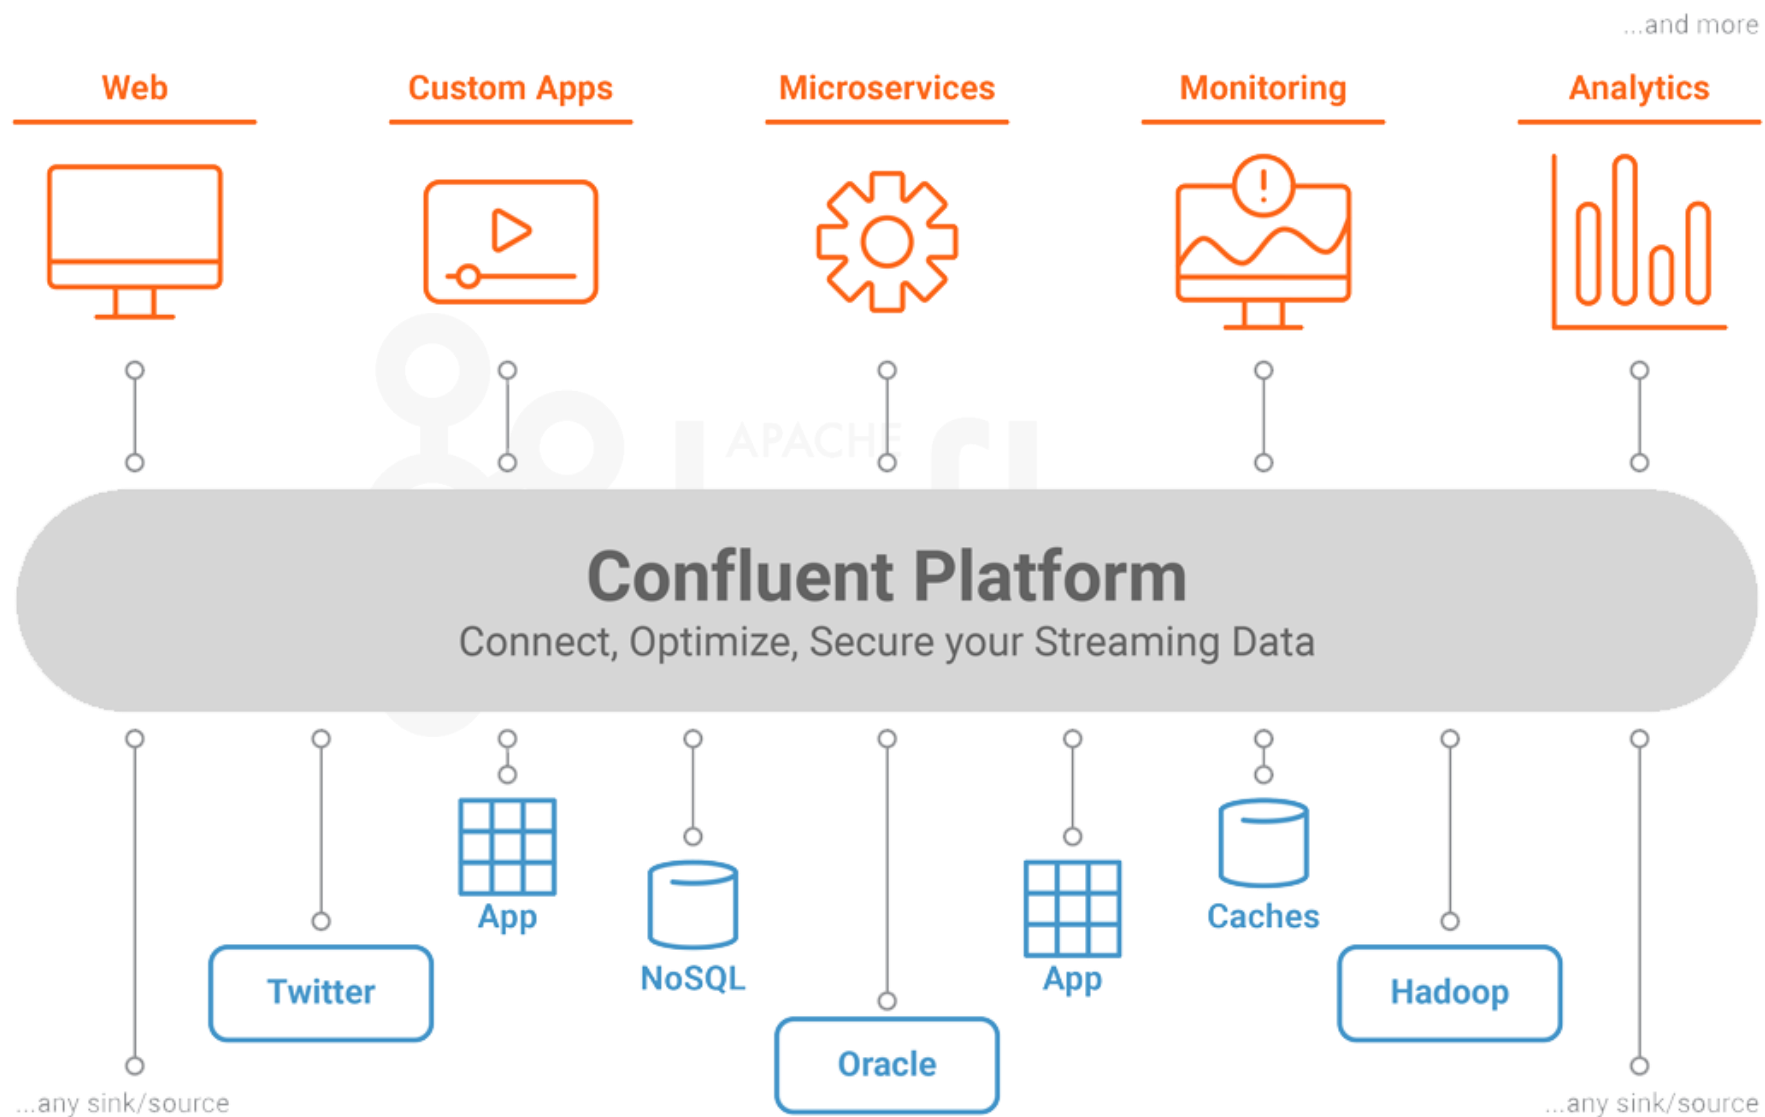 ...and more
Web
Custom Apps
Microservices
Monitoring
Analytics
APACHE
Confluent Platform
Connect, Optimize, Secure your Streaming Data
App
Caches
NoSQL
App
Twitter
Hadoop
Oracle
...any sink/source
...any sink/source